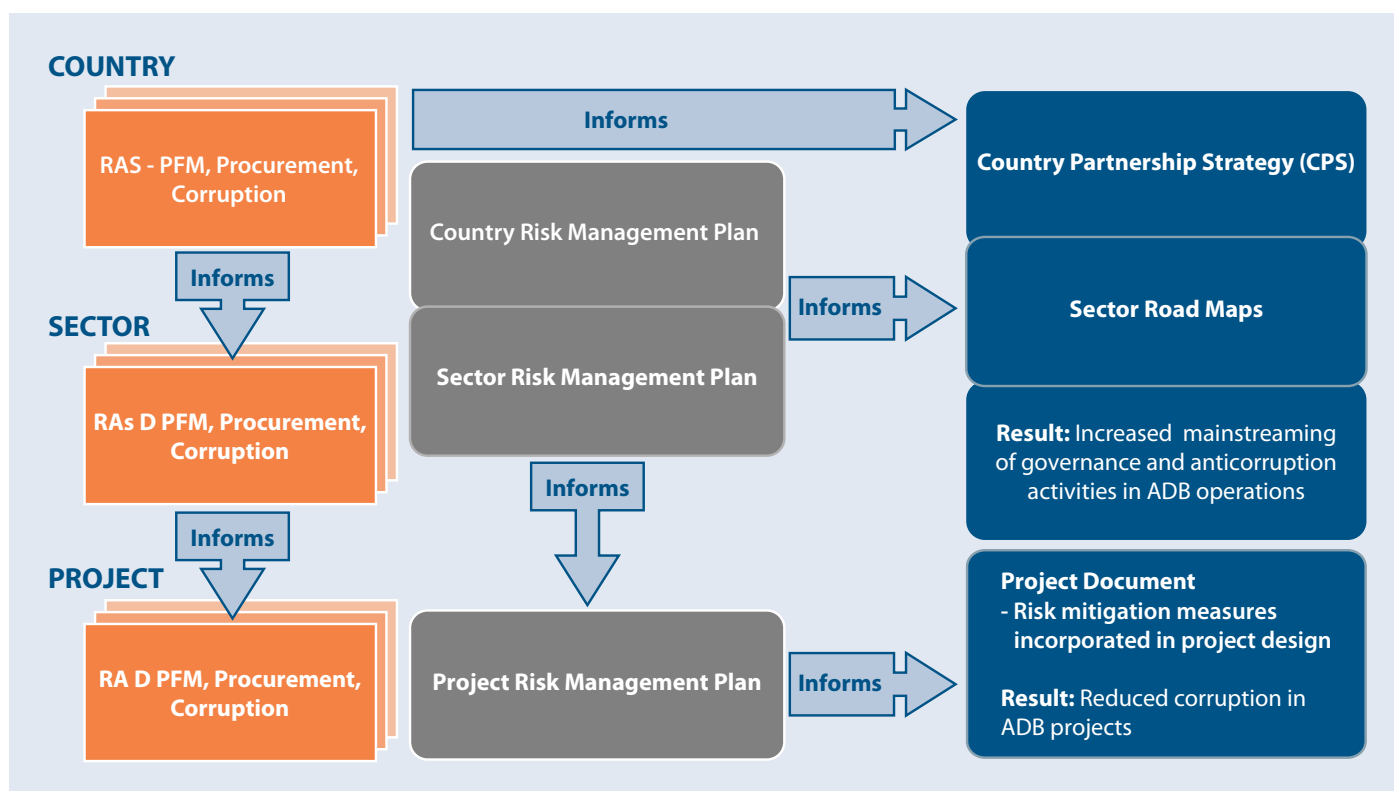 COUNTRY
RAS - PFM, Procurement,
Corruption
Informs
Country Partnership Strategy (CPS)
Country Risk Management Plan
Informs
Informs
Sector Road Maps
SECTOR
RAs D PFM, Procurement,
Corruption
Sector Risk Management Plan
Result: Increased mainstreaming
of governance and anticorruption
activities in ADB operations
Informs
Informs
PROJECT
RA D PFM, Procurement,
Corruption
Project Risk Management Plan
Informs
Project Document
- Risk mitigation measures
incorporated in project design
Result: Reduced corruption in
ADB projects